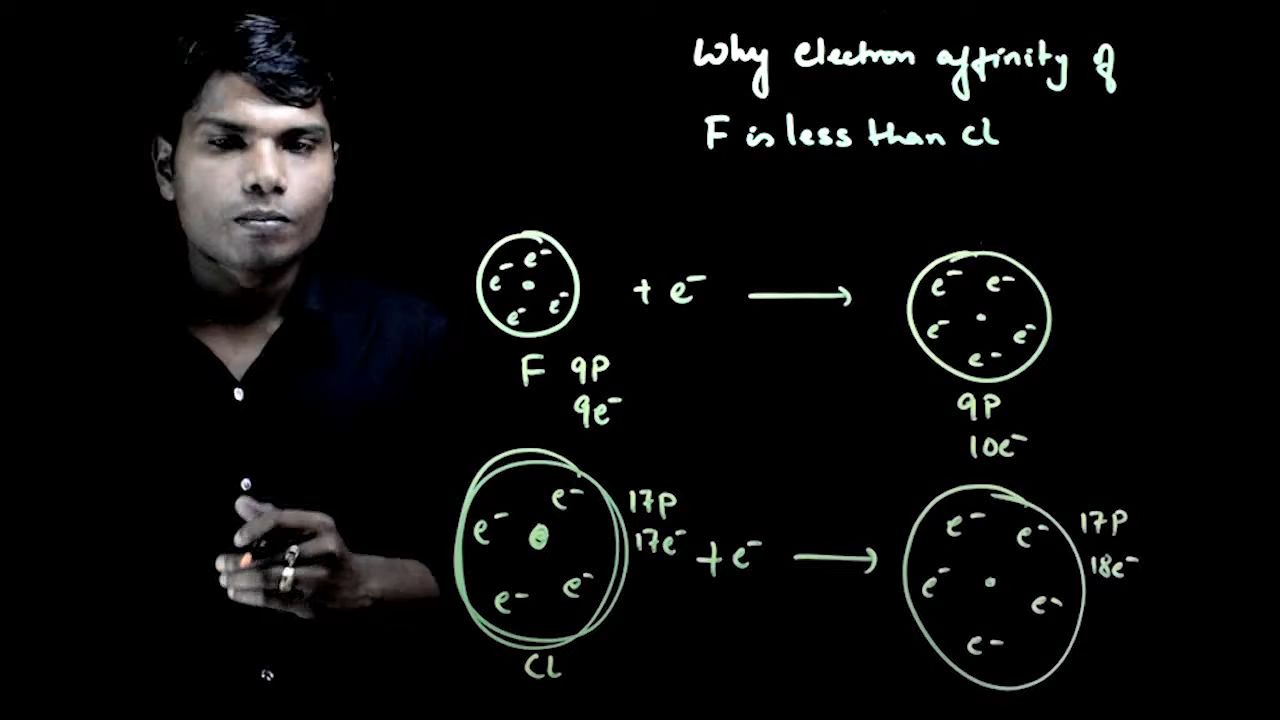 Why electron affinity of
F is less than Cl
e⁻ e⁻
e⁻ e⁻
+ e⁻ ⟶
e⁻ e⁻
e⁻ e⁻
e⁻
F 9P
9e⁻
9P
10e⁻
e⁻
e⁻
e⁻ e⁻
17P
17e⁻
+ e⁻ ⟶
e⁻ e⁻
e⁻ e⁻
e⁻
17P
18e⁻
Cl